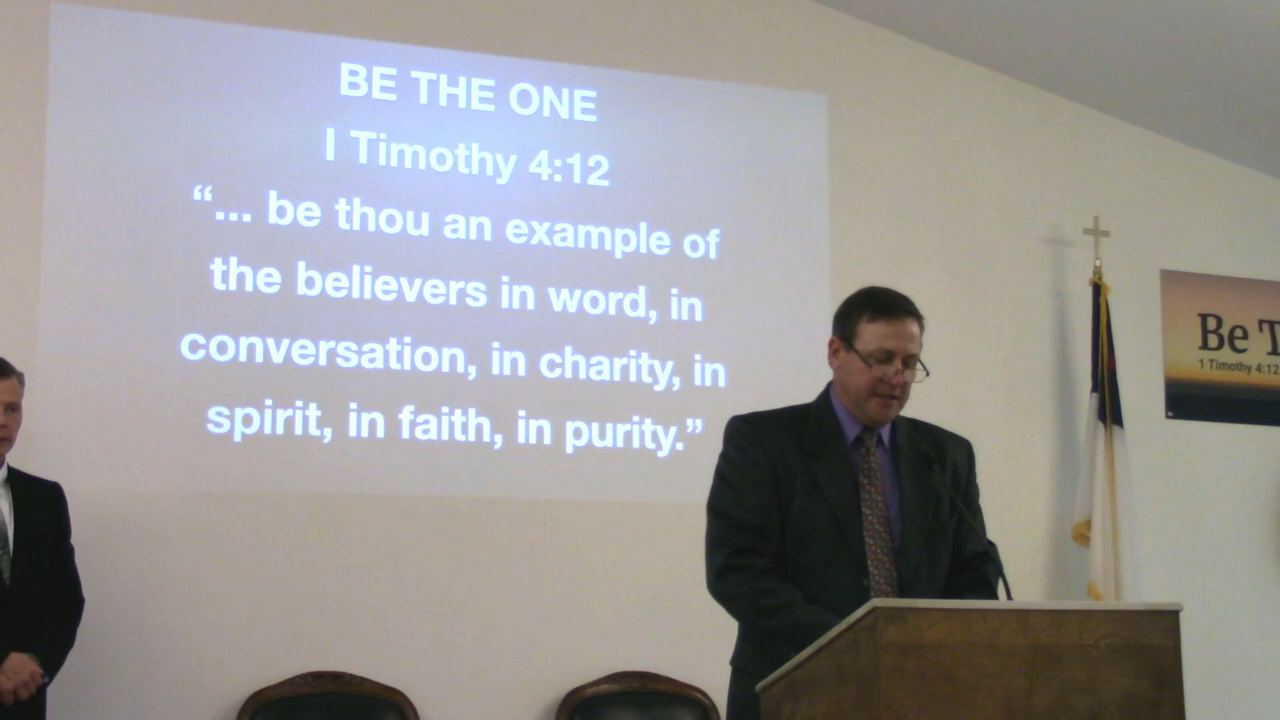 BE THE ONE
I Timothy 4:12
“... be thou an example of
the believers in word, in
conversation, in charity, in
spirit, in faith, in purity.”
Be T
1 Timothy 4:12